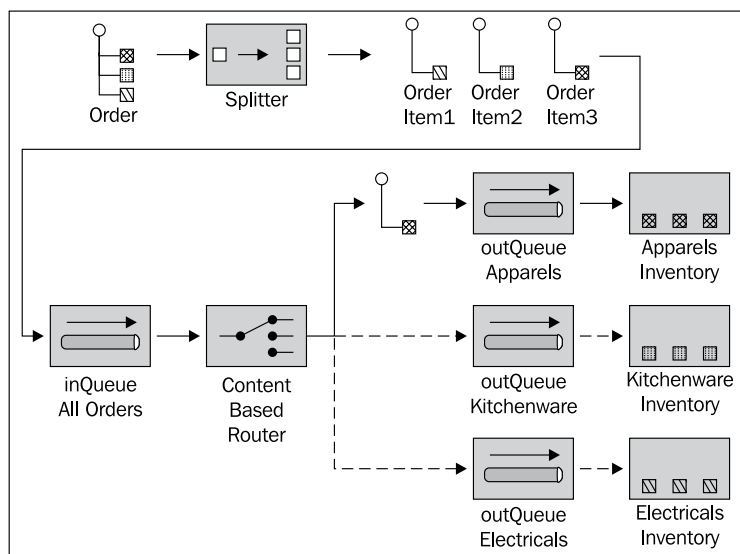 Order
Splitter
Order
Item1
Order
Item2
Order
Item3
outQueue
Apparels
Apparels
Inventory
inQueue
All Orders
Content
Based
Router
outQueue
Kitchenware
Kitchenware
Inventory
outQueue
Electricals
Electricals
Inventory